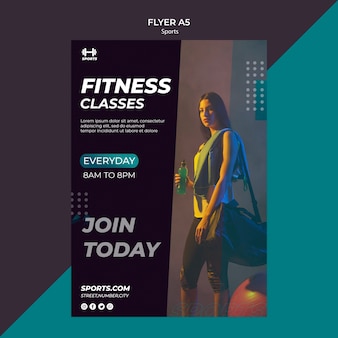 FLYER A5
Sports
SPORTS
FITNESS
CLASSES
Lorem ipsum dolor sit amet, consectetur
adipiscing elit, sed do eiusmod
EVERYDAY
8AM TO 8PM
JOIN
TODAY
SPORTS.COM
STREET,NUMBER,CITY